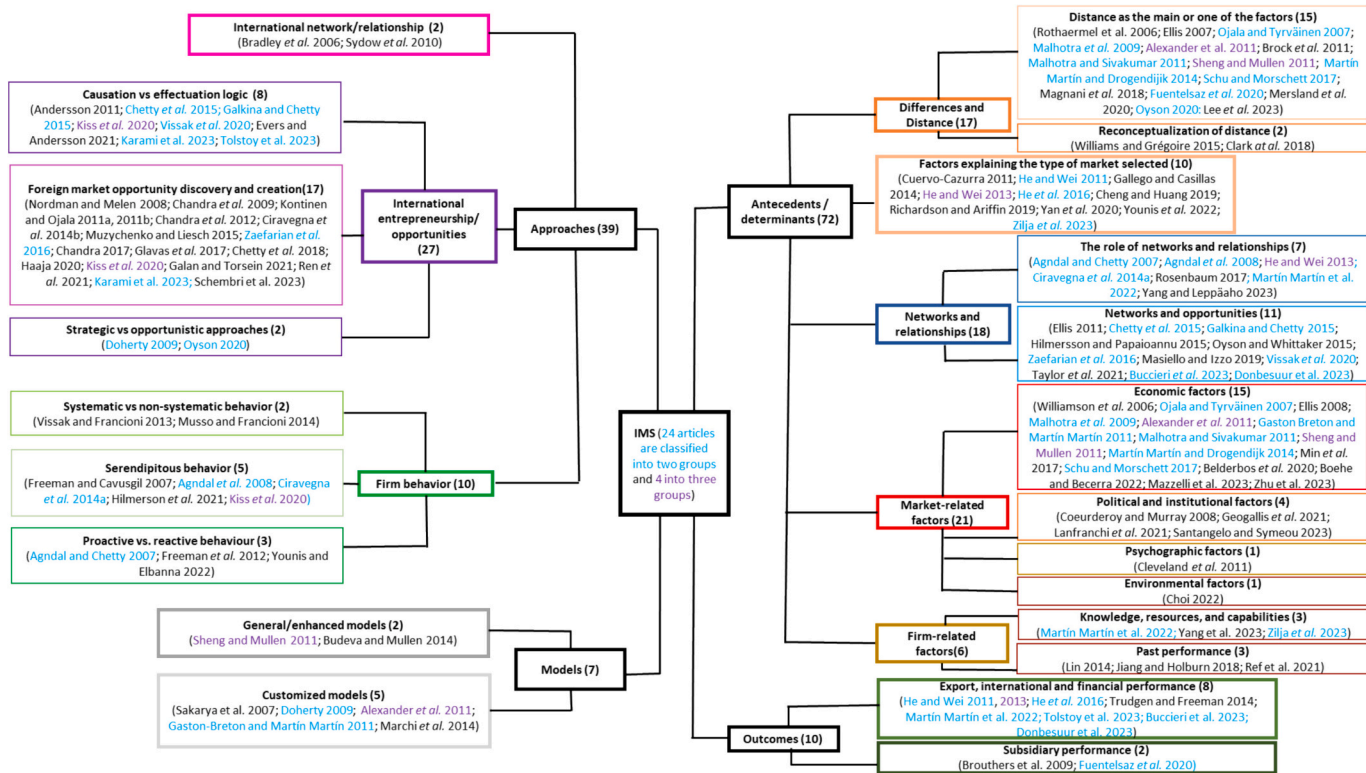 International network/relationship (2)
(Bradley et al. 2006; Sydow et al. 2010)
Causation vs effectuation logic (8)
(Andersson 2011; Chetty et al. 2015; Galkina and Chetty
2015; Kiss et al. 2020; Vissak et al. 2020; Evers and
Andersson 2021; Karami et al. 2023; Tolstoy et al. 2023)
Foreign market opportunity discovery and creation(17)
(Nordman and Melen 2008; Chandra et al. 2009;
Kontinen and Ojala 2011a, 2011b; Chandra et al. 2012; Ciravegna et
al. 2014b; Muzychenko and Liesch 2015; Zaefarian et al.
2016; Chandra 2017; Glavas et al. 2017; Chetty et al. 2018;
Haaja 2020; Kiss et al. 2020; Galan and Torsein 2021; Ren et
al. 2021; Karami et al. 2023; Schembri et al. 2023)
Strategic vs opportunistic approaches (2)
(Doherty 2009; Oyson 2020)
International
entrepreneurship/
opportunities
(27)
Approaches (39)
Systematic vs non-systematic behavior (2)
(Vissak and Francioni 2013; Musso and Francioni 2014)
Serendipitous behavior (5)
(Freeman and Cavusgil 2007; Agndal et al. 2008; Ciravegna
et al. 2014a; Hilmerson et al. 2021; Kiss et al. 2020)
Proactive vs. reactive behaviour (3)
(Agndal and Chetty 2007; Freeman et al. 2012; Younis and
Elbanna 2022)
Firm behavior (10)
General/enhanced models (2)
(Sheng and Mullen 2011; Budeva and Mullen 2014)
Customized models (5)
(Sakarya et al. 2007; Doherty 2009; Alexander et al. 2011;
Gaston-Breton and Martín Martín 2011; Marchi et al. 2014)
Models (7)
IMS (24 articles
are classified
into two groups
and 4 into three
groups)
Antecedents /
determinants (72)
Differences and
Distance (17)
Distance as the main or one of the factors (15)
(Rothaermel et al. 2006; Ellis 2007; Ojala and Tyrväinen 2007;
Malhotra et al. 2009; Alexander et al. 2011; Brock et al. 2011;
Malhotra and Sivakumar 2011; Sheng and Mullen 2011; Martín
Martín and Drogendijik 2014; Schu and Morschett 2017;
Magnani et al. 2018; Fuentelsaz et al. 2020; Mersland et al.
2020; Oyson 2020: Lee et al. 2023)
Reconceptualization of distance (2)
(Williams and Grégoire 2015; Clark at al. 2018)
Factors explaining the type of market selected (10)
(Cuervo-Cazurra 2011; He and Wei 2011; Gallego and Casillas
2014; He and Wei 2013; He et al. 2016; Cheng and Huang 2019;
Richardson and Ariffin 2019; Yan et al. 2020; Younis et al. 2022;
Zilja et al. 2023)
Networks and
relationships (18)
The role of networks and relationships (7)
(Agndal and Chetty 2007; Agndal et al. 2008; He and Wei 2013;
Ciravegna et al. 2014a; Rosenbaum 2017; Martín Martín et al.
2022; Yang and Leppäaho 2023)
Networks and opportunities (11)
(Ellis 2011; Chetty et al. 2015; Galkina and Chetty 2015;
Hilmersson and Papaioannu 2015; Oyson and Whittaker 2015;
Zaefarian et al. 2016; Masiello and Izzo 2019; Vissak et al. 2020;
Taylor et al. 2021; Buccieri et al. 2023; Donbesuur et al. 2023)
Market-related
factors (21)
Economic factors (15)
(Williamson et al. 2006; Ojala and Tyrväinen 2007; Ellis 2008;
Malhotra et al. 2009; Alexander et al. 2011; Gaston Breton and
Martín Martín 2011; Malhotra and Sivakumar 2011; Sheng and
Mullen 2011; Martín Martín and Drogendijk 2014; Min et al.
2017; Schu and Morschett 2017; Belderbos et al. 2020; Boehe
and Becerra 2022; Mazzelli et al. 2023; Zhu et al. 2023)
Political and institutional factors (4)
(Coeurderoy and Murray 2008; Geogallis et al. 2021;
Lanfranchi et al. 2021; Santangelo and Symeou 2023)
Psychographic factors (1)
(Cleveland et al. 2011)
Environmental factors (1)
(Choi 2022)
Firm-related
factors(6)
Knowledge, resources, and capabilities (3)
(Martín Martín et al. 2022; Yang et al. 2023; Zilja et al. 2023)
Past performance (3)
(Lin 2014; Jiang and Holburn 2018; Ref et al. 2021)
Outcomes (10)
Export, international and financial performance (8)
(He and Wei 2011, 2013; He et al. 2016; Trudgen and Freeman 2014;
Martín Martín et al. 2022; Tolstoy et al. 2023; Buccieri et al. 2023;
Donbesuur et al. 2023)
Subsidiary performance (2)
(Brouthers et al. 2009; Fuentelsaz et al. 2020)